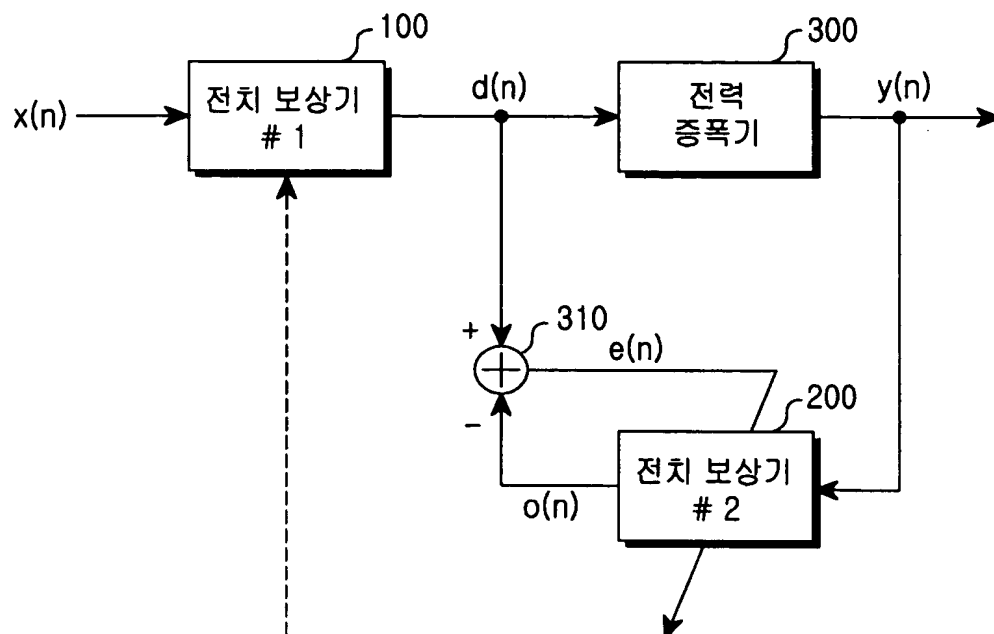 100
300
x(n)
전치 보상기
# 1
d(n)
전력
증폭기
y(n)
+
310
e(n)
-
200
전치 보상기
# 2
o(n)